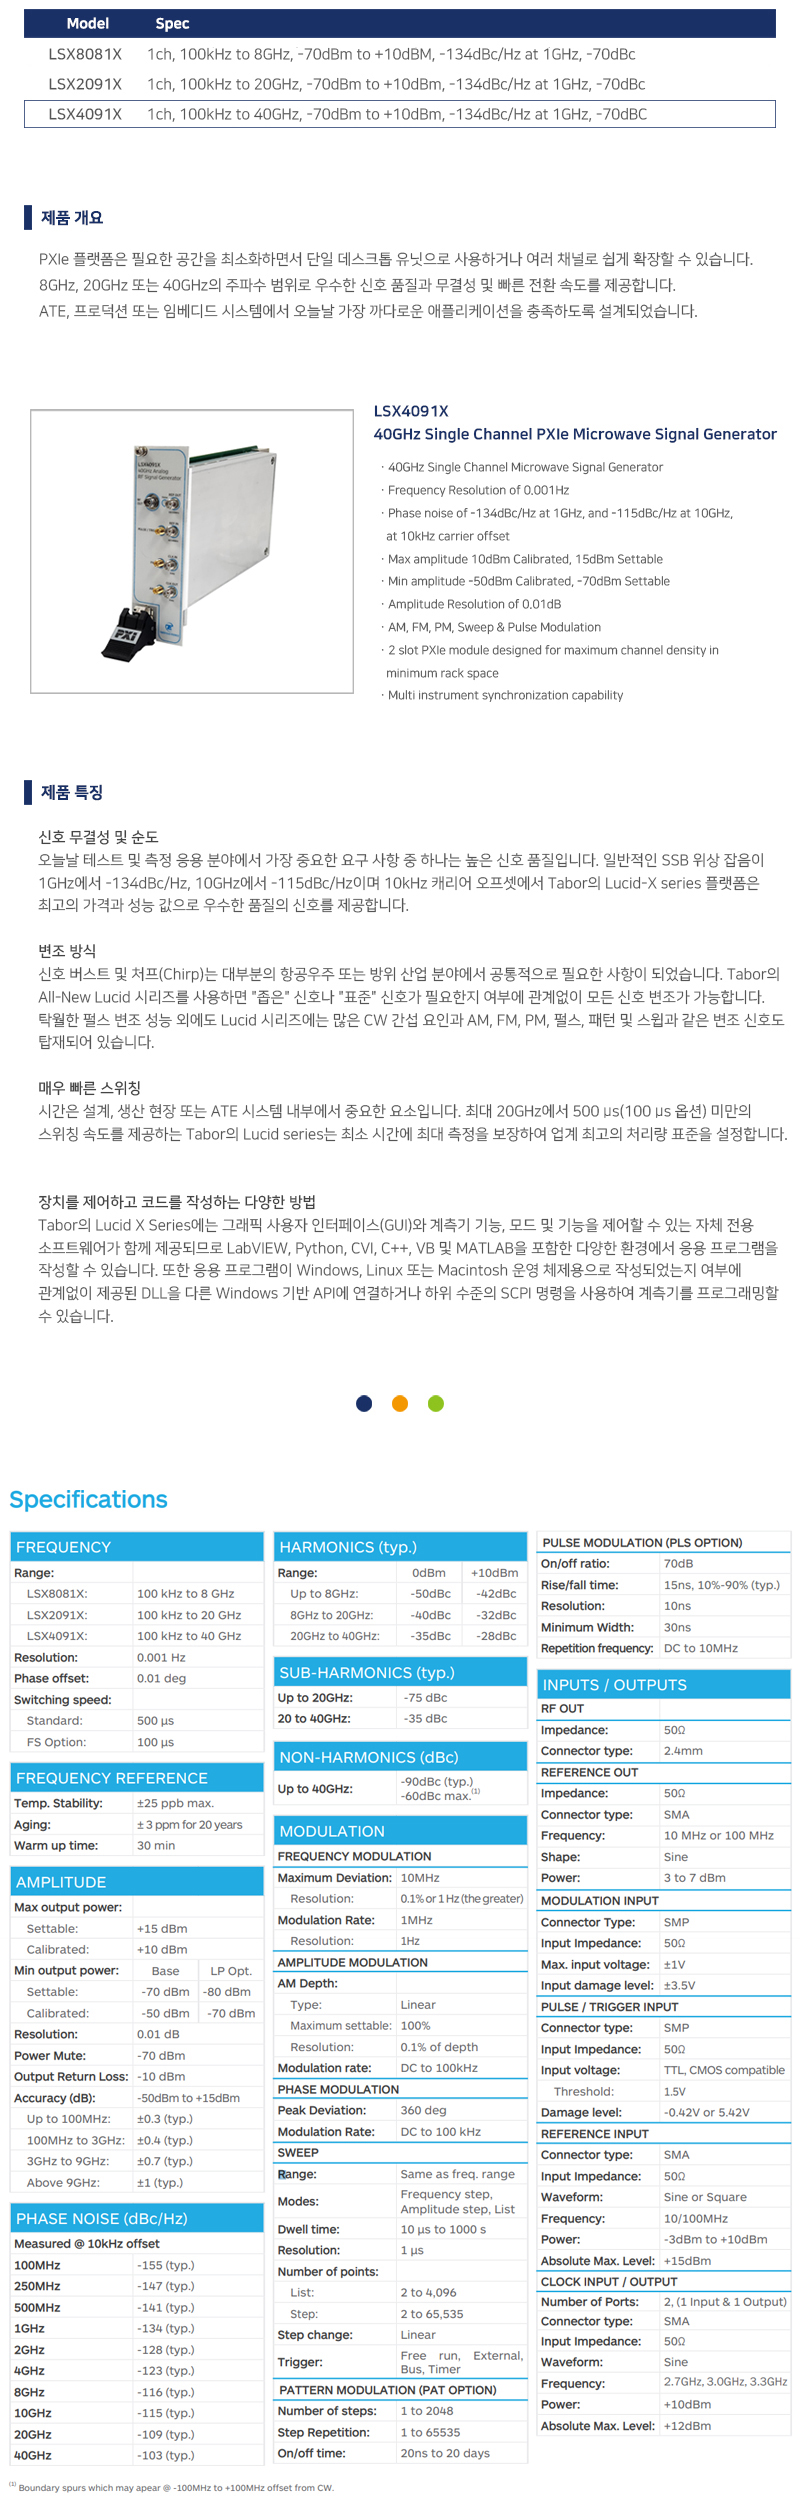 Model Spec
LSX8081X 1ch, 100kHz to 8GHz, -70dBm to +10dBM, -134dBc/Hz at 1GHz, -70dBc
LSX2091X 1ch, 100kHz to 20GHz, -70dBm to +10dBm, -134dBc/Hz at 1GHz, -70dBc
LSX4091X 1ch, 100kHz to 40GHz, -70dBm to +10dBm, -134dBc/Hz at 1GHz, -70dBC
제품 개요
PXIe 플랫폼은 필요한 공간을 최소화하면서 단일 데스크톱 유닛으로 사용하거나 여러 채널로 쉽게 확장할 수 있습니다.
8GHz, 20GHz 또는 40GHz의 주파수 범위로 우수한 신호 품질과 무결성 및 빠른 전환 속도를 제공합니다.
ATE, 프로덕션 또는 임베디드 시스템에서 오늘날 가장 까다로운 애플리케이션을 충족하도록 설계되었습니다.
LSX4091X
40GHz Analog
RF Signal Generator
PXI
LSX4091X
40GHz Single Channel PXIe Microwave Signal Generator
· 40GHz Single Channel Microwave Signal Generator
· Frequency Resolution of 0.001Hz
· Phase noise of -134dBc/Hz at 1GHz, and -115dBc/Hz at 10GHz,
at 10kHz carrier offset
· Max amplitude 10dBm Calibrated, 15dBm Settable
· Min amplitude -50dBm Calibrated, -70dBm Settable
· Amplitude Resolution of 0.01dB
· AM, FM, PM, Sweep & Pulse Modulation
· 2 slot PXIe module designed for maximum channel density in
minimum rack space
· Multi instrument synchronization capability
제품 특징
신호 무결성 및 순도
오늘날 테스트 및 측정 응용 분야에서 가장 중요한 요구 사항 중 하나는 높은 신호 품질입니다. 일반적인 SSB 위상 잡음이
1GHz에서 -134dBc/Hz, 10GHz에서 -115dBc/Hz이며 10kHz 캐리어 오프셋에서 Tabor의 Lucid-X series 플랫폼은
최고의 가격과 성능 값으로 우수한 품질의 신호를 제공합니다.
변조 방식
신호 버스트 및 처프(Chirp)는 대부분의 항공우주 또는 방위 산업 분야에서 공통적으로 필요한 사항이 되었습니다. Tabor의
All-New Lucid 시리즈를 사용하면 "좁은" 신호나 "표준" 신호가 필요한지 여부에 관계없이 모든 신호 변조가 가능합니다.
탁월한 펄스 변조 성능 외에도 Lucid 시리즈에는 많은 CW 간섭 요인과 AM, FM, PM, 펄스, 패턴 및 스윕과 같은 변조 신호도
탑재되어 있습니다.
매우 빠른 스위칭
시간은 설계, 생산 현장 또는 ATE 시스템 내부에서 중요한 요소입니다. 최대 20GHz에서 500 μs(100 μs 옵션) 미만의
스위칭 속도를 제공하는 Tabor의 Lucid series는 최소 시간에 최대 측정을 보장하여 업계 최고의 처리량 표준을 설정합니다.
장치를 제어하고 코드를 작성하는 다양한 방법
Tabor의 Lucid X Series에는 그래픽 사용자 인터페이스(GUI)와 계측기 기능, 모드 및 기능을 제어할 수 있는 자체 전용
소프트웨어가 함께 제공되므로 LabVIEW, Python, CVI, C++, VB 및 MATLAB을 포함한 다양한 환경에서 응용 프로그램을
작성할 수 있습니다. 또한 응용 프로그램이 Windows, Linux 또는 Macintosh 운영 체제용으로 작성되었는지 여부에
관계없이 제공된 DLL을 다른 Windows 기반 API에 연결하거나 하위 수준의 SCPI 명령을 사용하여 계측기를 프로그래밍할
수 있습니다.
Specifications
FREQUENCY
Range:
LSX8081X: 100 kHz to 8 GHz
LSX2091X: 100 kHz to 20 GHz
LSX4091X: 100 kHz to 40 GHz
Resolution: 0.001 Hz
Phase offset: 0.01 deg
Switching speed:
Standard: 500 µs
FS Option: 100 µs
FREQUENCY REFERENCE
Temp. Stability: ±25 ppb max.
Aging: ± 3 ppm for 20 years
Warm up time: 30 min
AMPLITUDE
Max output power:
Settable: +15 dBm
Calibrated: +10 dBm
Min output power: Base LP Opt.
Settable: -70 dBm -80 dBm
Calibrated: -50 dBm -70 dBm
Resolution: 0.01 dB
Power Mute: -70 dBm
Output Return Loss: -10 dBm
Accuracy (dB): -50dBm to +15dBm
Up to 100MHz: ±0.3 (typ.)
100MHz to 3GHz: ±0.4 (typ.)
3GHz to 9GHz: ±0.7 (typ.)
Above 9GHz: ±1 (typ.)
PHASE NOISE (dBc/Hz)
Measured @ 10kHz offset
100MHz -155 (typ.)
250MHz -147 (typ.)
500MHz -141 (typ.)
1GHz -134 (typ.)
2GHz -128 (typ.)
4GHz -123 (typ.)
8GHz -116 (typ.)
10GHz -115 (typ.)
20GHz -109 (typ.)
40GHz -103 (typ.)
HARMONICS (typ.)
Range: 0dBm +10dBm
Up to 8GHz: -50dBc -42dBc
8GHz to 20GHz: -40dBc -32dBc
20GHz to 40GHz: -35dBc -28dBc
SUB-HARMONICS (typ.)
Up to 20GHz: -75 dBc
20 to 40GHz: -35 dBc
NON-HARMONICS (dBc)
Up to 40GHz: -90dBc (typ.)
-60dBc max.(1)
MODULATION
FREQUENCY MODULATION
Maximum Deviation: 10MHz
Resolution: 0.1% or 1 Hz (the greater)
Modulation Rate: 1MHz
Resolution: 1Hz
AMPLITUDE MODULATION
AM Depth:
Type: Linear
Maximum settable: 100%
Resolution: 0.1% of depth
Modulation rate: DC to 100kHz
PHASE MODULATION
Peak Deviation: 360 deg
Modulation Rate: DC to 100 kHz
SWEEP
Range: Same as freq. range
Modes: Frequency step,
Amplitude step, List
Dwell time: 10 µs to 1000 s
Resolution: 1 µs
Number of points:
List: 2 to 4,096
Step: 2 to 65,535
Step change: Linear
Trigger: Free run, External,
Bus, Timer
PATTERN MODULATION (PAT OPTION)
Number of steps: 1 to 2048
Step Repetition: 1 to 65535
On/off time: 20ns to 20 days
PULSE MODULATION (PLS OPTION)
On/off ratio: 70dB
Rise/fall time: 15ns, 10%-90% (typ.)
Resolution: 10ns
Minimum Width: 30ns
Repetition frequency: DC to 10MHz
INPUTS / OUTPUTS
RF OUT
Impedance: 50Ω
Connector type: 2.4mm
REFERENCE OUT
Impedance: 50Ω
Connector type: SMA
Frequency: 10 MHz or 100 MHz
Shape: Sine
Power: 3 to 7 dBm
MODULATION INPUT
Connector Type: SMP
Input Impedance: 50Ω
Max. input voltage: ±1V
Input damage level: ±3.5V
PULSE / TRIGGER INPUT
Connector type: SMP
Input Impedance: 50Ω
Input voltage: TTL, CMOS compatible
Threshold: 1.5V
Damage level: -0.42V or 5.42V
REFERENCE INPUT
Connector type: SMA
Input Impedance: 50Ω
Waveform: Sine or Square
Frequency: 10/100MHz
Power: -3dBm to +10dBm
Absolute Max. Level: +15dBm
CLOCK INPUT / OUTPUT
Number of Ports: 2, (1 Input & 1 Output)
Connector type: SMA
Input Impedance: 50Ω
Waveform: Sine
Frequency: 2.7GHz, 3.0GHz, 3.3GHz
Power: +10dBm
Absolute Max. Level: +12dBm
(1) Boundary spurs which may apear @ -100MHz to +100MHz offset from CW.